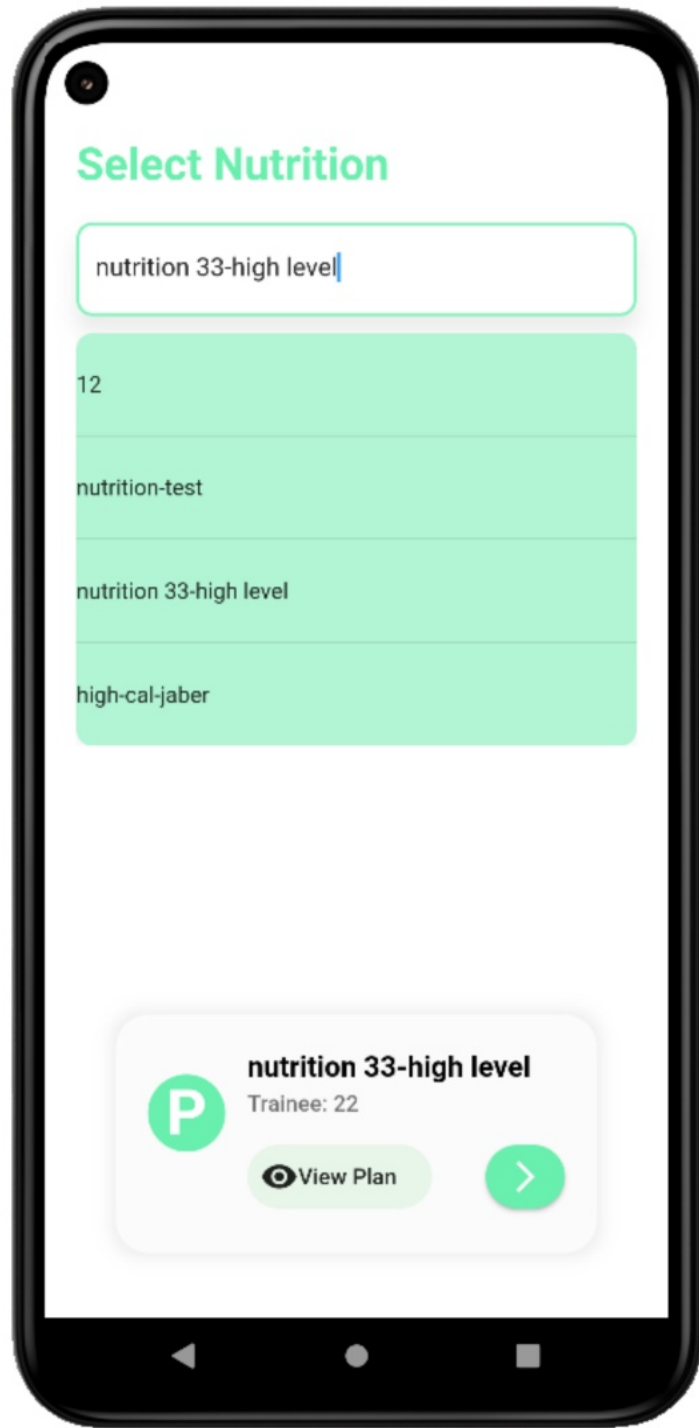 Select Nutrition
nutrition 33-high level
12
nutrition-test
nutrition 33-high level
high-cal-jaber
P
nutrition 33-high level
Trainee: 22
View Plan